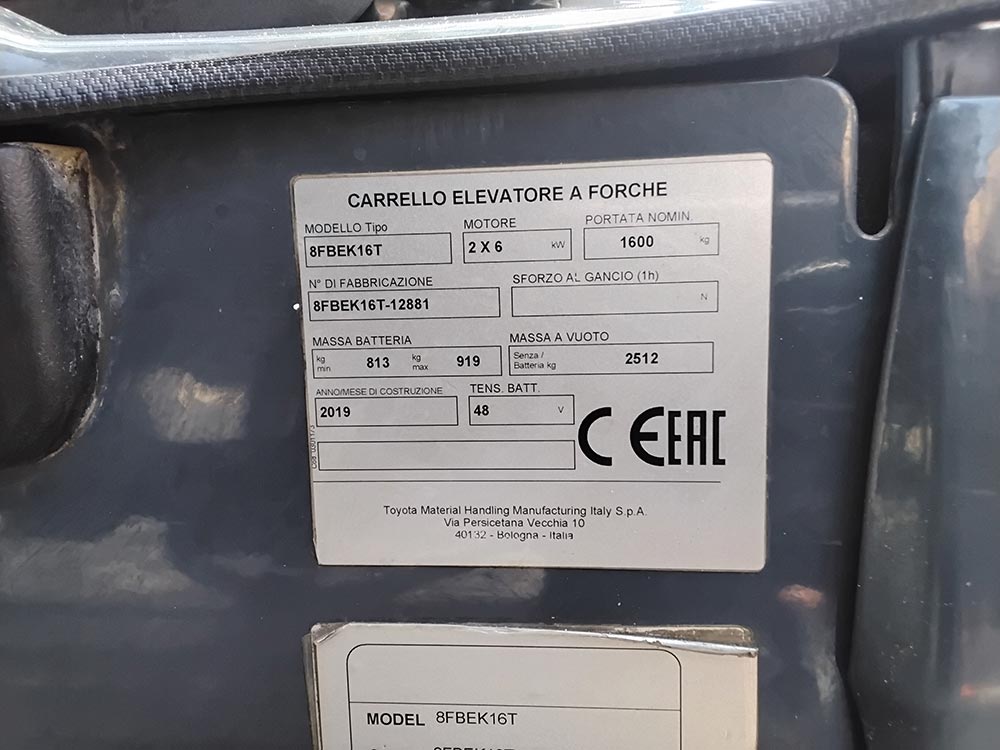 CARRELLO ELEVATORE A FORCHE
MODELLO Tipo MOTORE PORTATA NOMIN.
8FBEK16T 2 X 6 kW 1600 kg
N° DI FABBRICAZIONE SFORZO AL GANCIO (1h)
8FBEK16T-12881 N
MASSA BATTERIA MASSA A VUOTO
kg min 813 kg max 919 Senza / Batteria kg 2512
ANNO/MESE DI COSTRUZIONE TENS. BATT.
2019 48 V
CE EAC
Toyota Material Handling Manufacturing Italy S.p.A.
Via Persicetana Vecchia 10
40132 - Bologna - Italia
MODEL 8FBEK16T